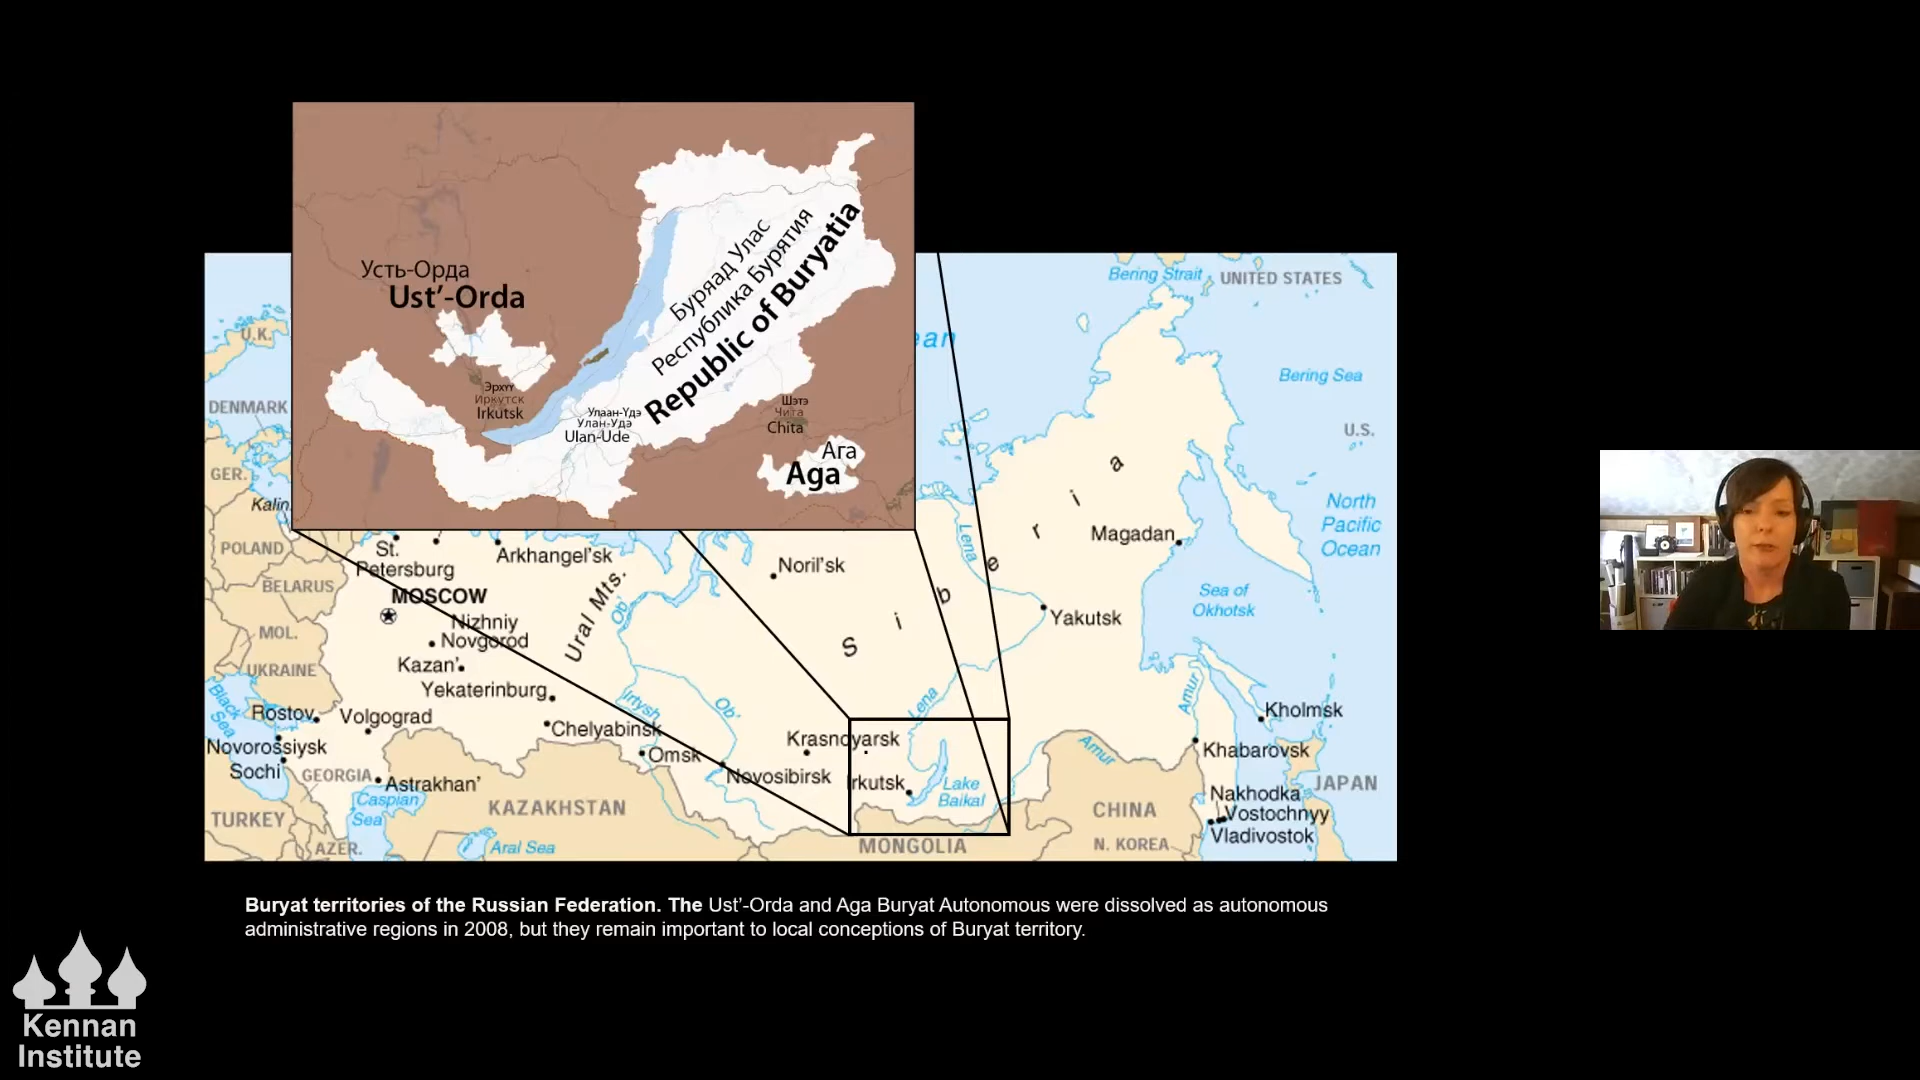 Усть-Орда
Ust'-Orda
Буряад Улас
Республика Бурятия
Republic of Buryatia
Эрхүү
Иркутск
Irkutsk
Улаан-Үдэ
Улан-Удэ
Ulan-Ude
Шэтэ
Чита
Chita
Ага
Aga
Bering Strait
UNITED STATES
U.K.
ean
Bering Sea
DENMARK
U.S.
GER.
Kalin
North
Pacific
Ocean
Lena
Magadan
POLAND
St.
Petersburg
Arkhangel'sk
Noril'sk
BELARUS
MOSCOW
Ural Mts.
Ob'
Siberia
Sea of
Okhotsk
Nizhniy
Novgorod
Yakutsk
MOL.
UKRAINE
Kazan'
Yekaterinburg
Irtysh
Ob'
Lena
Amur
Black
Sea
Rostov
Volgograd
Chelyabinsk
Krasnoyarsk
Kholmsk
Novorossiysk
Omsk
Amur
Khabarovsk
Sochi
GEORGIA
Astrakhan'
Novosibirsk
Irkutsk
Lake
Baikal
JAPAN
Caspian
Sea
KAZAKHSTAN
CHINA
Nakhodka
Vostochnyy
TURKEY
Vladivostok
AZER.
Aral Sea
MONGOLIA
N. KOREA
Buryat territories of the Russian Federation. The Ust'-Orda and Aga Buryat Autonomous were dissolved as autonomous
administrative regions in 2008, but they remain important to local conceptions of Buryat territory.
Kennan
Institute